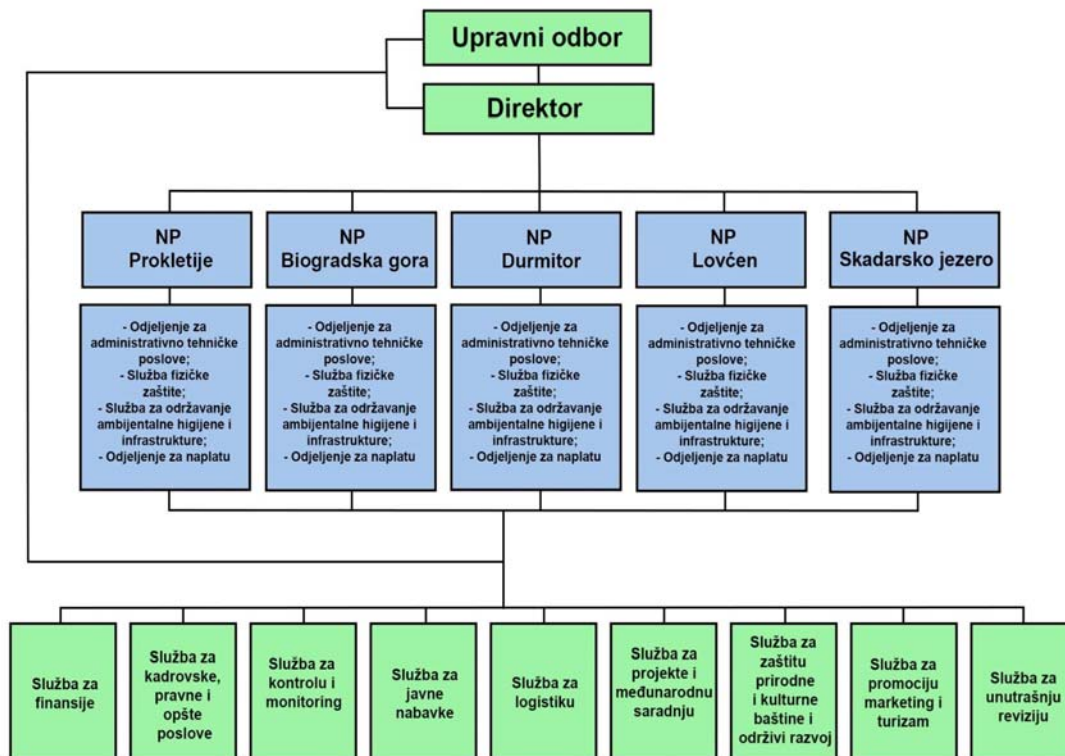 Upravni odbor
Direktor
NP
Prokletije
NP
Biogradska gora
NP
Durmitor
NP
Lovćen
NP
Skadarsko jezero
- Odjeljenje za
administrativno tehničke
poslove;
- Služba fizičke
zaštite;
- Služba za održavanje
ambijentalne higijene i
infrastrukture;
- Odjeljenje za naplatu
- Odjeljenje za
administrativno tehničke
poslove;
- Služba fizičke
zaštite;
- Služba za održavanje
ambijentalne higijene i
infrastrukture;
- Odjeljenje za naplatu
- Odjeljenje za
administrativno tehničke
poslove;
- Služba fizičke
zaštite;
- Služba za održavanje
ambijentalne higijene i
infrastrukture;
- Odjeljenje za naplatu
- Odjeljenje za
administrativno tehničke
poslove;
- Služba fizičke
zaštite;
- Služba za održavanje
ambijentalne higijene i
infrastrukture;
- Odjeljenje za naplatu
- Odjeljenje za
administrativno tehničke
poslove;
- Služba fizičke
zaštite;
- Služba za održavanje
ambijentalne higijene i
infrastrukture;
- Odjeljenje za naplatu
Služba za
finansije
Služba za
kadrovske,
pravne i
opšte
poslove
Služba za
kontrolu i
monitoring
Služba za
javne
nabavke
Služba za
logistiku
Služba za
projekte i
međunarodnu
saradnju
Služba za
zaštitu
prirodne
i kulturne
baštine i
održivi razvoj
Služba za
promociju
marketing i
turizam
Služba za
unutrašnju
reviziju